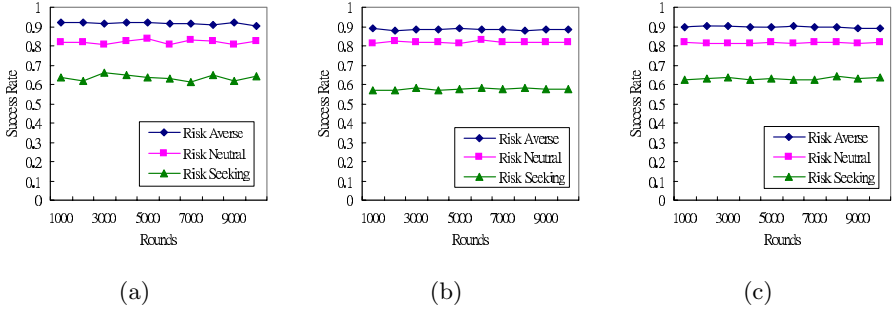 1
0.9
0.8
0.7
0.6
0.5
0.4
0.3
0.2
0.1
0
Success Rate
Risk Averse
Risk Neutral
Risk Seeking
1000 3000 5000 7000 9000
Rounds
(a)
1
0.9
0.8
0.7
0.6
0.5
0.4
0.3
0.2
0.1
0
Success Rate
Risk Averse
Risk Neutral
Risk Seeking
1000 3000 5000 7000 9000
Rounds
(b)
1
0.9
0.8
0.7
0.6
0.5
0.4
0.3
0.2
0.1
0
Success Rate
Risk Averse
Risk Neutral
Risk Seeking
1000 3000 5000 7000 9000
Rounds
(c)